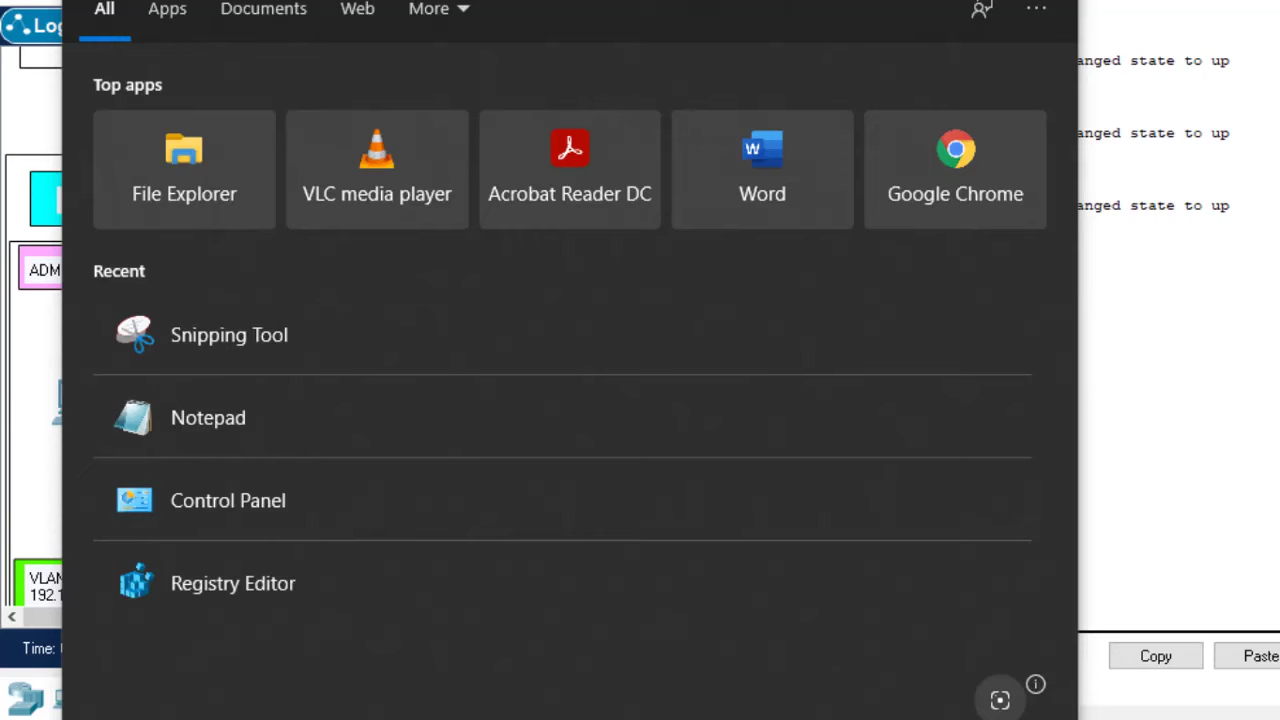 All Apps Documents Web More
Log
anged state to up
Top apps
anged state to up
File Explorer VLC media player Acrobat Reader DC Word Google Chrome
anged state to up
Recent
ADM
Snipping Tool
Notepad
Control Panel
VLAN
192.1
Registry Editor
Time:
Copy Paste